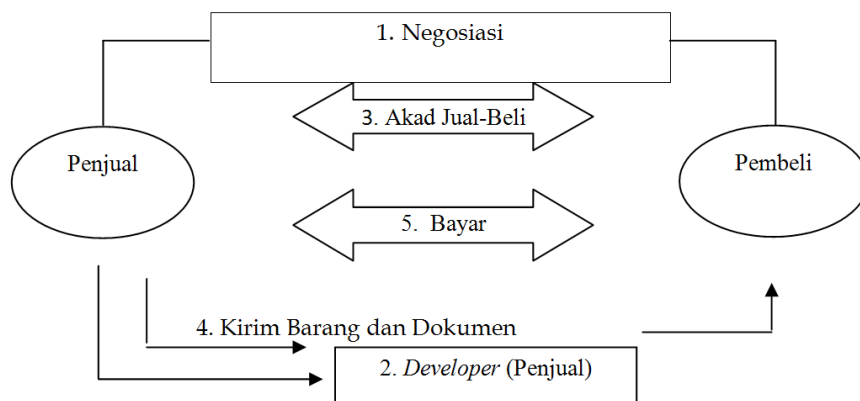 1. Negosiasi
3. Akad Jual-Beli
Penjual
Pembeli
5. Bayar
4. Kirim Barang dan Dokumen
2. Developer (Penjual)